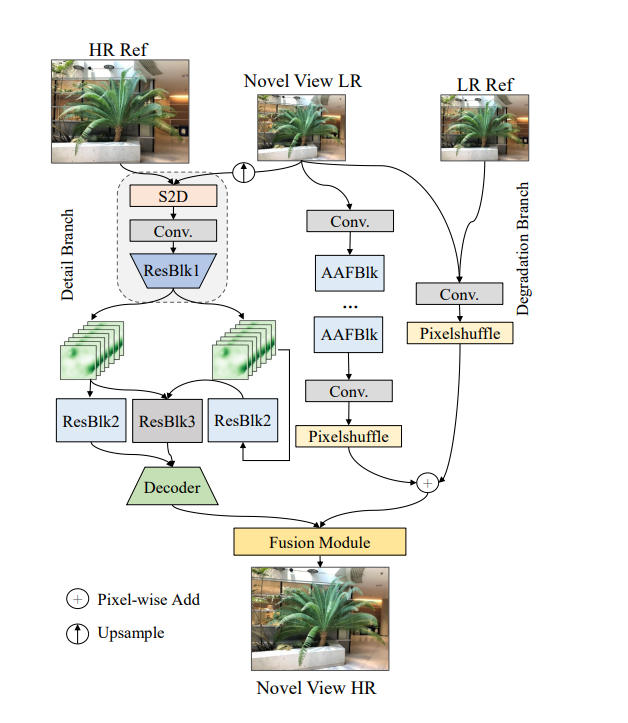 HR Ref
Novel View LR
LR Ref
S2D
Conv.
ResBlk1
Detail Branch
Conv.
AAFBlk
...
AAFBlk
Conv.
Pixelshuffle
Degradation Branch
Conv.
Pixelshuffle
ResBlk2
ResBlk3
ResBlk2
Decoder
+
Fusion Module
+ Pixel-wise Add
Upsample
Novel View HR